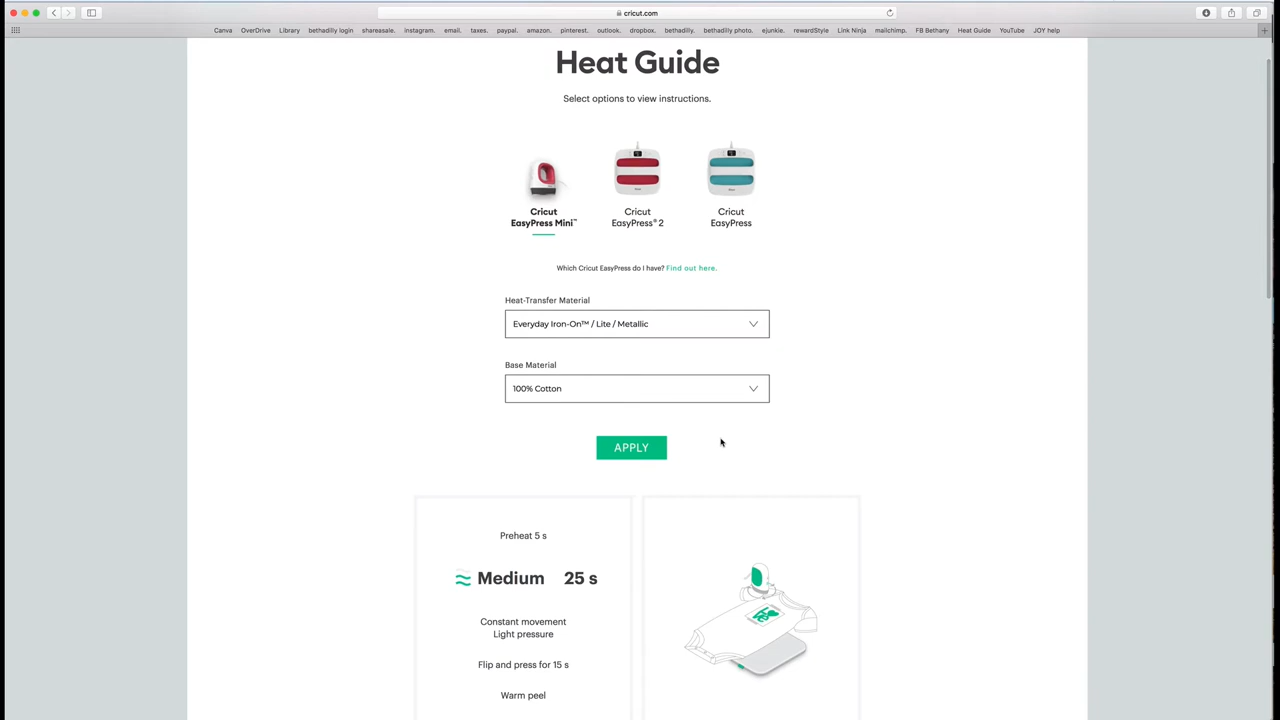 cricut.com
Canva OverDrive Library bethadilly login shareasale. instagram. email. taxes. paypal. amazon. pinterest. outlook. dropbox. bethadilly. bethadilly photo. ejunkie. rewardStyle Link Ninja mailchimp. FB Bethany Heat Guide YouTube JOY help
Heat Guide
Select options to view instructions.
Cricut
EasyPress Mini™
Cricut
EasyPress® 2
Cricut
EasyPress
Which Cricut EasyPress do I have? Find out here.
Heat-Transfer Material
Everyday Iron-On™ / Lite / Metallic
Base Material
100% Cotton
APPLY
Preheat 5 s
Medium 25 s
Constant movement
Light pressure
Flip and press for 15 s
Warm peel